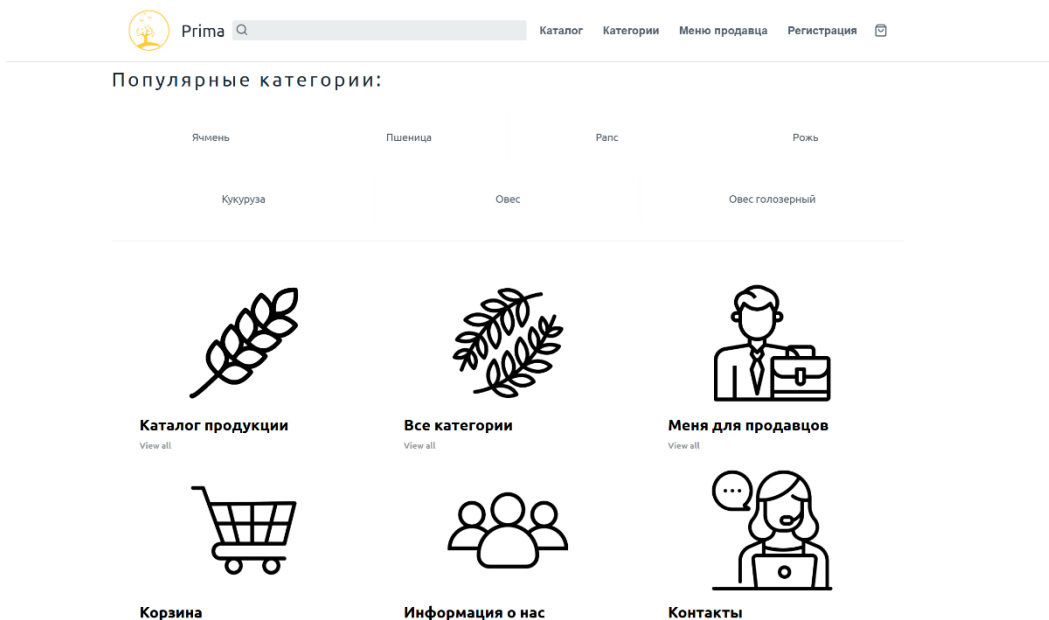 Prima Каталог Категории Меню продавца Регистрация
Популярные категории:
Ячмень Пшеница Рапс Рожь
Кукуруза Овес Овес голозерный
Каталог продукции Все категории Меня для продавцов
View all View all View all
Корзина Информация о нас Контакты